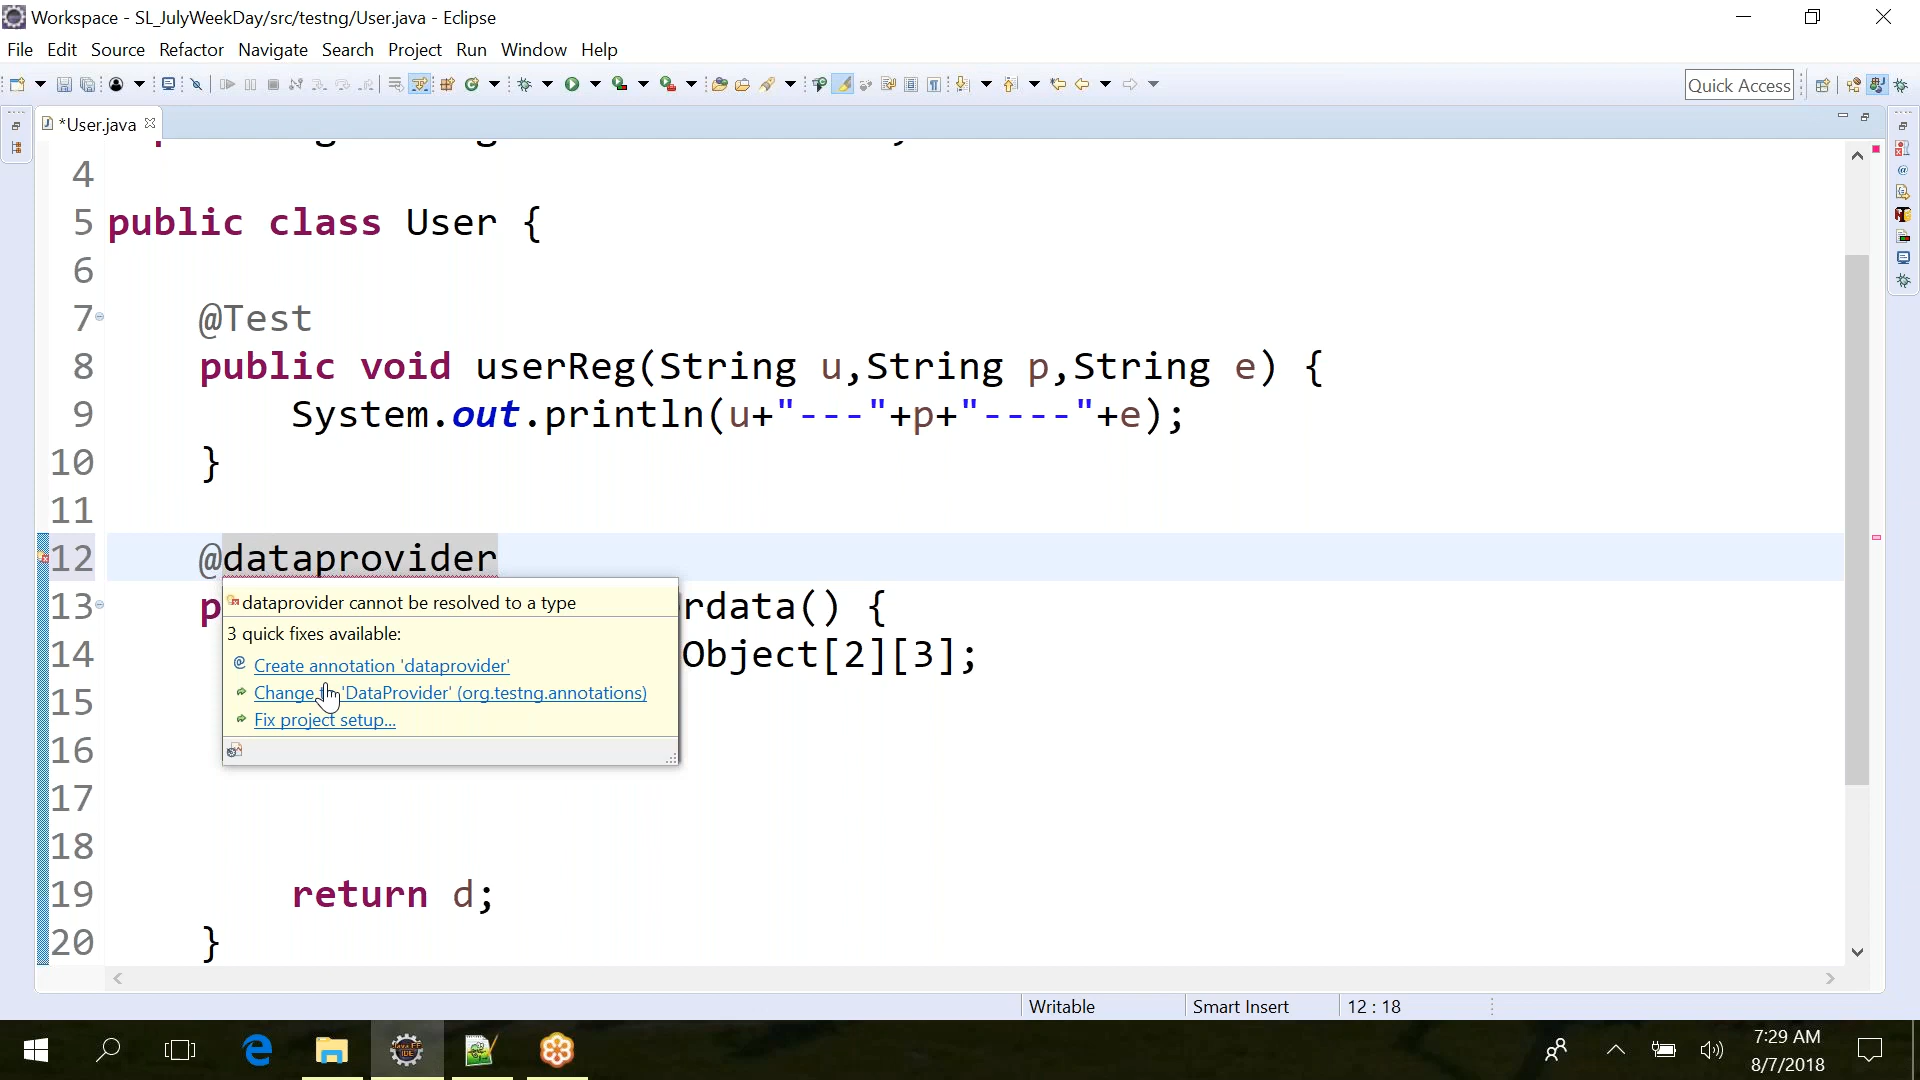 Workspace - SL_JulyWeekDay/src/testng/User.java - Eclipse
File Edit Source Refactor Navigate Search Project Run Window Help
Quick Access
*User.java
4
5 public class User {
6
7 @Test
8 public void userReg(String u,String p,String e) {
9 System.out.println(u+"---"+p+"----"+e);
10 }
11
12 @dataprovider
dataprovider cannot be resolved to a type
3 quick fixes available:
Create annotation 'dataprovider'
Change to 'DataProvider' (org.testng.annotations)
Fix project setup...
13 p rdata() {
14 Object[2][3];
15
16
17
18
19 return d;
20 }
Writable Smart Insert 12 : 18
7:29 AM
8/7/2018